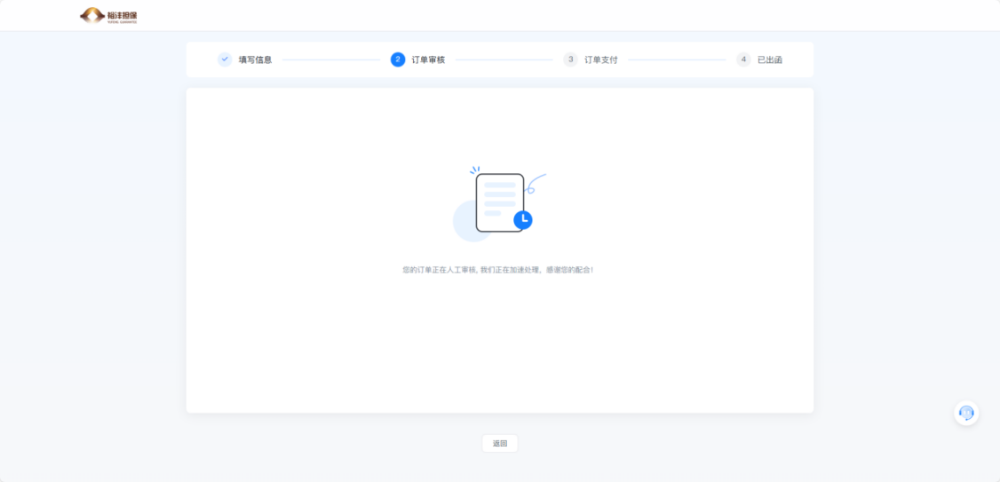 裕沣担保
填写信息
2 订单审核
3 订单支付
4 已出函
您的订单正在人工审核, 我们正在加速处理，感谢您的配合！
返回